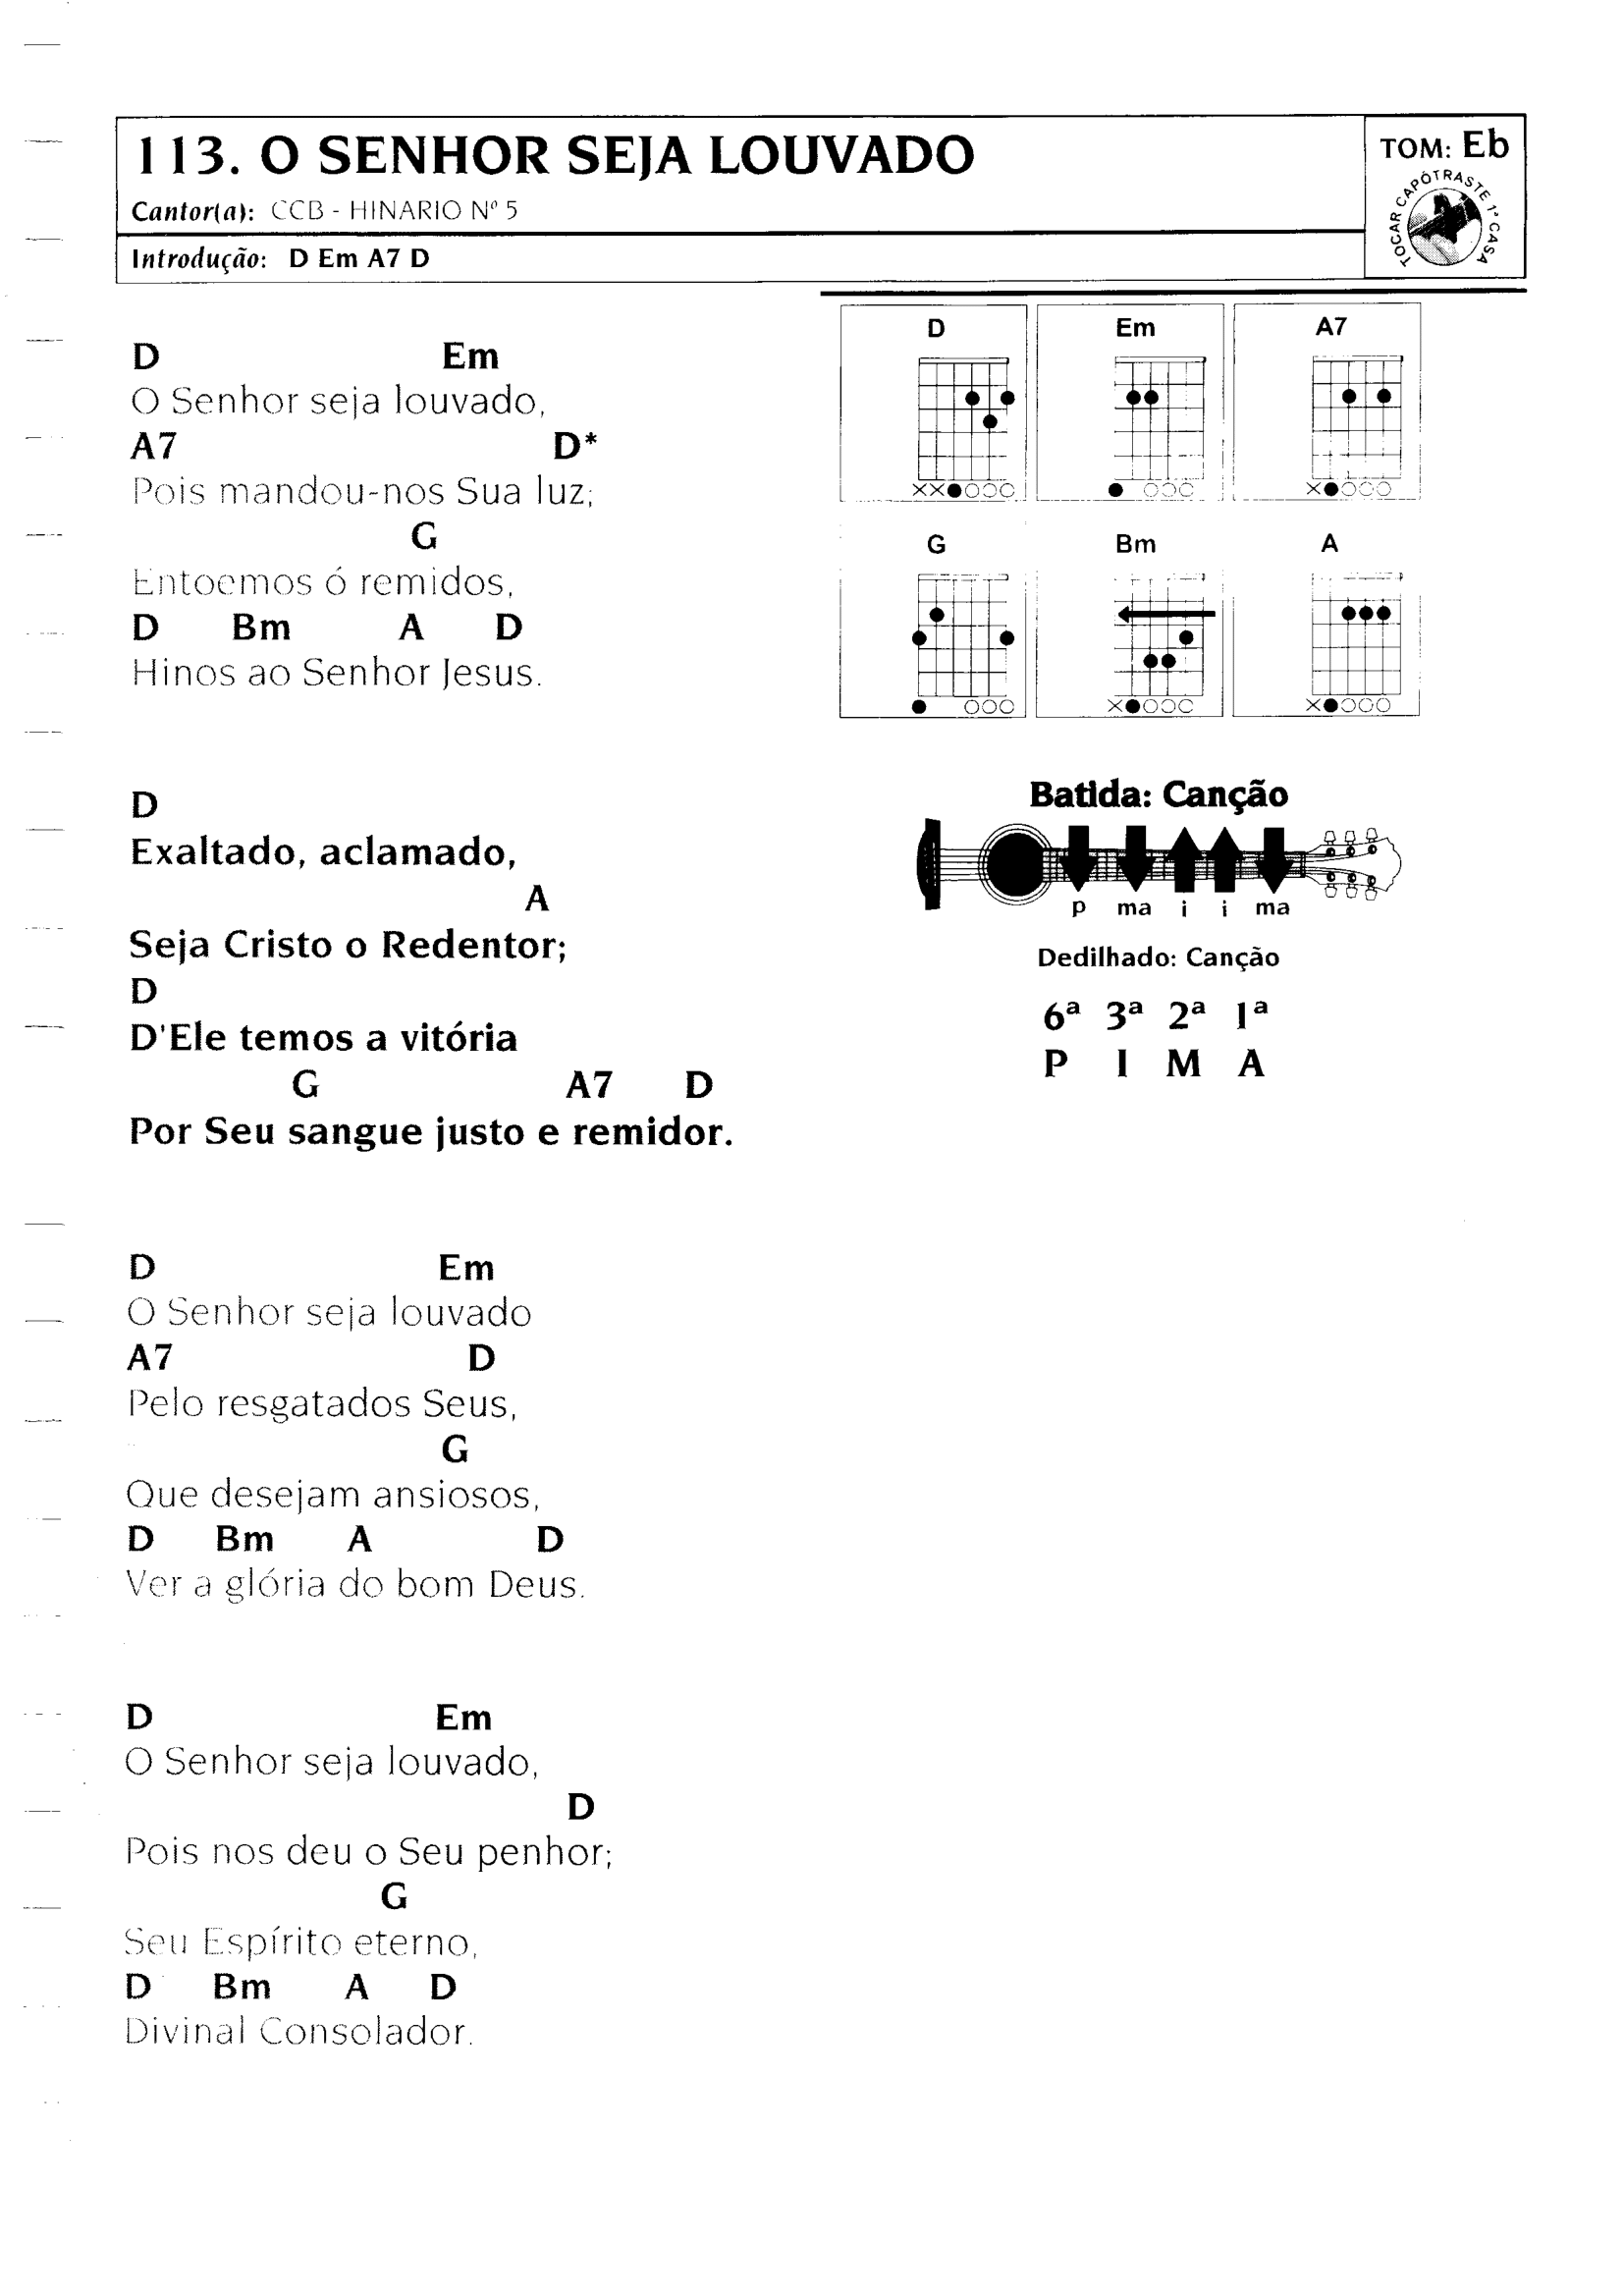 113. O SENHOR SEJA LOUVADO
Cantor(a): CCB - HINARIO Nº 5
Introdução: D Em A7 D
TOM: Eb
TOCAR CAPÓTRASTE 1ª CASA
D Em
O Senhor seja louvado,
A7 D*
Pois mandou-nos Sua luz;
G
Entoemos ó remidos,
D Bm A D
Hinos ao Senhor Jesus.
D
Exaltado, aclamado,
A
Seja Cristo o Redentor;
D
D'Ele temos a vitória
G A7 D
Por Seu sangue justo e remidor.
D Em
O Senhor seja louvado
A7 D
Pelo resgatados Seus,
G
Que desejam ansiosos,
D Bm A D
Ver a glória do bom Deus.
D Em
O Senhor seja louvado,
D
Pois nos deu o Seu penhor;
G
Seu Espírito eterno,
D Bm A D
Divinal Consolador.
D Em A7
G Bm A
Batida: Canção
p ma i i ma
Dedilhado: Canção
6ª 3ª 2ª 1ª
P I M A